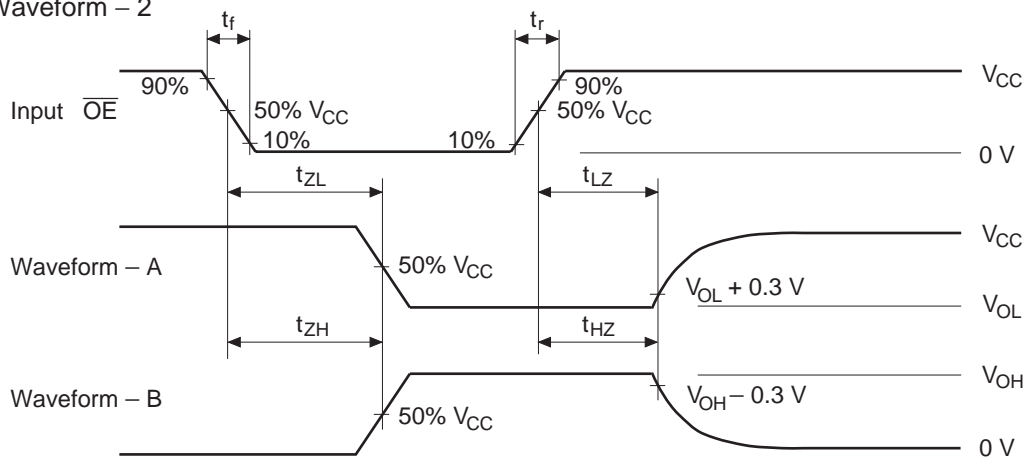 Waveform – 2
tf
tr
90%
90%
VCC
Input OE
50% VCC
50% VCC
10%
10%
0 V
tZL
tLZ
VCC
Waveform – A
50% VCC
VOL + 0.3 V
VOL
tZH
tHZ
VOH
Waveform – B
VOH – 0.3 V
50% VCC
0 V